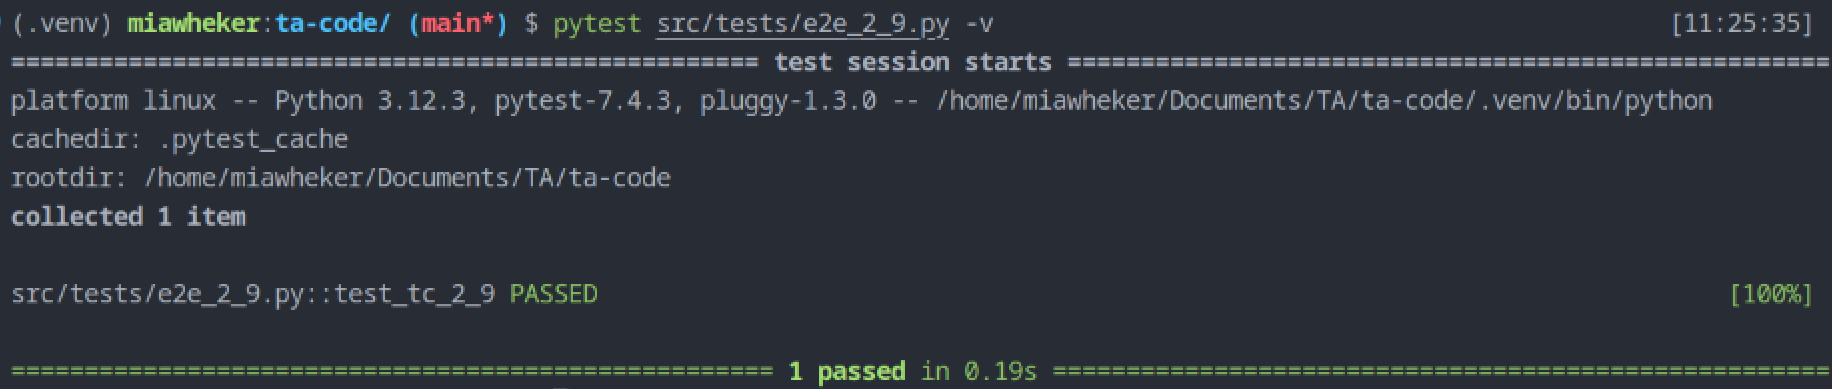 (.venv) miawheker:ta-code/ (main*) $ pytest src/tests/e2e_2_9.py -v [11:25:35]
=================================================== test session starts ====================================================
platform linux -- Python 3.12.3, pytest-7.4.3, pluggy-1.3.0 -- /home/miawheker/Documents/TA/ta-code/.venv/bin/python
cachedir: .pytest_cache
rootdir: /home/miawheker/Documents/TA/ta-code
collected 1 item
src/tests/e2e_2_9.py::test_tc_2_9 PASSED [100%]
==================================================== 1 passed in 0.19s =====================================================